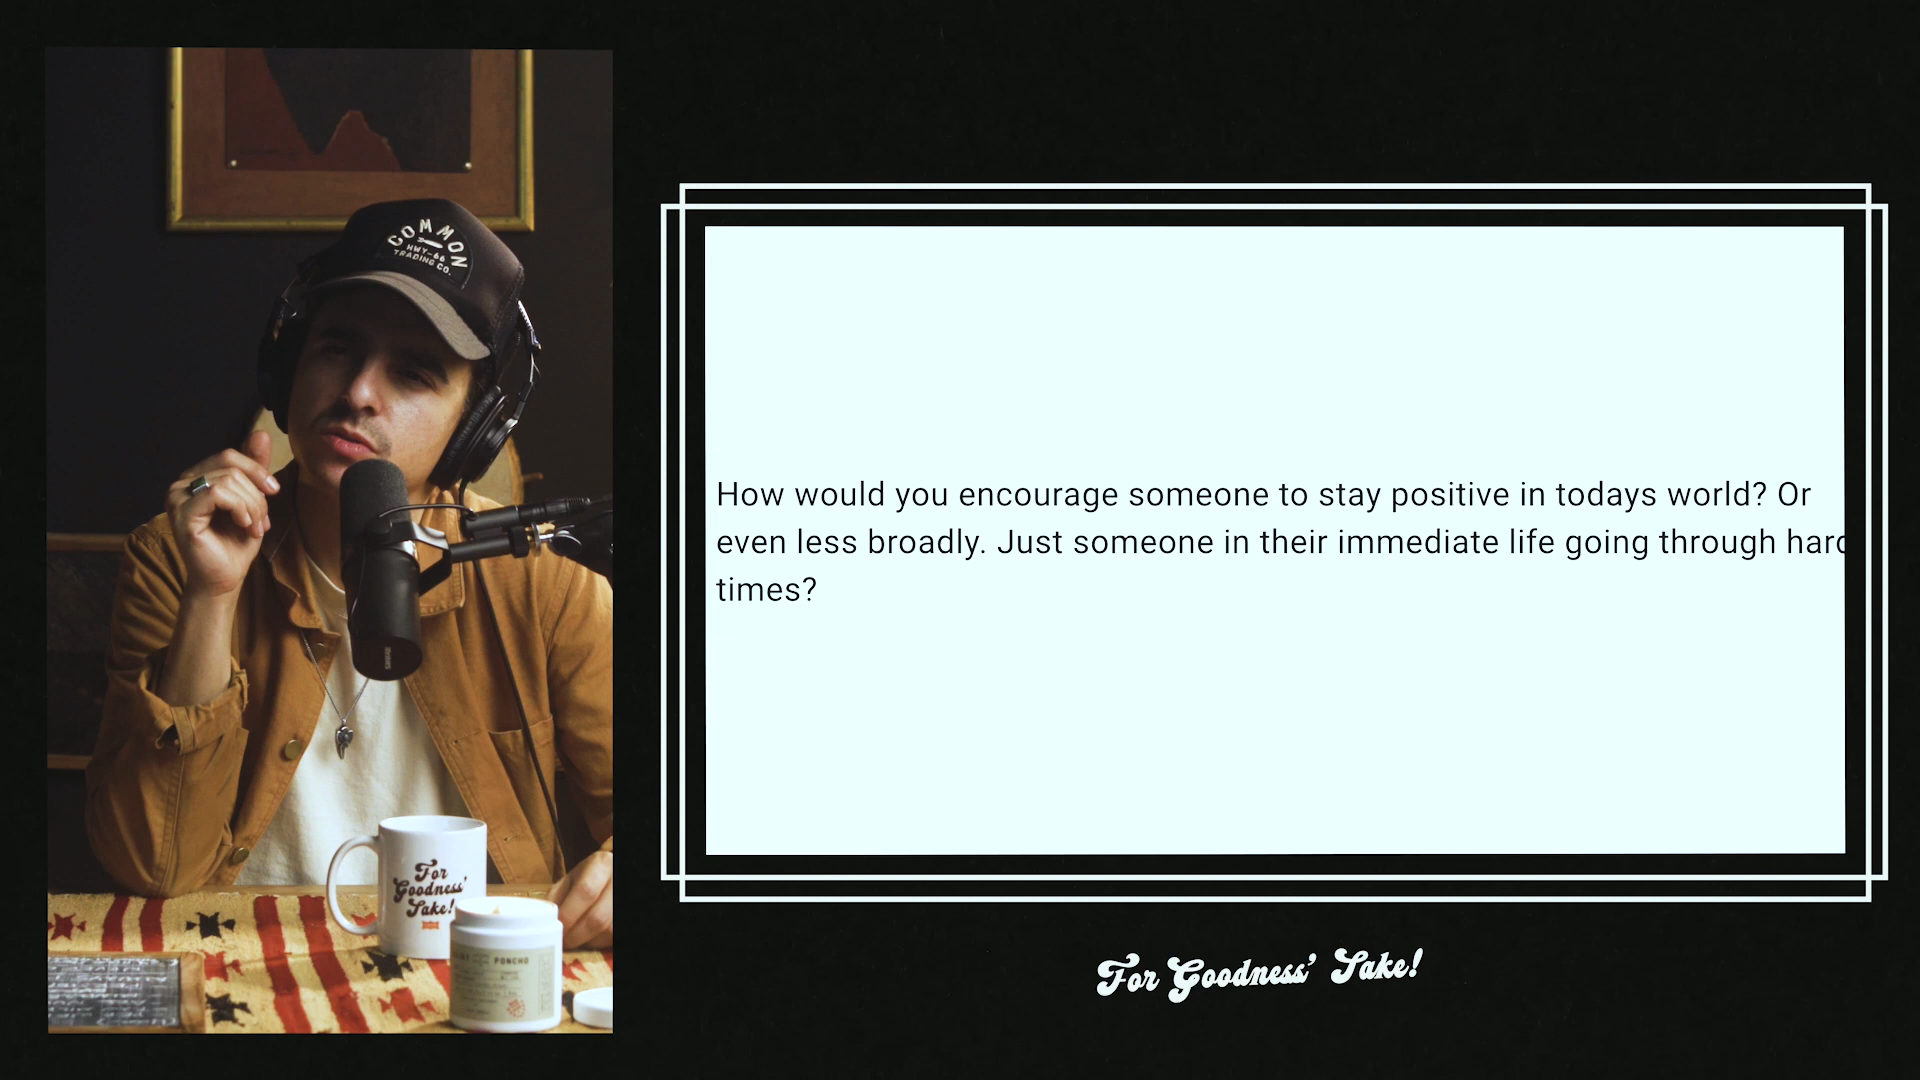 COMMON
HWY-66
TRADING CO.
How would you encourage someone to stay positive in todays world? Or
even less broadly. Just someone in their immediate life going through hard
times?
For
Goodness'
Sake!
PONCHO
For Goodness' Sake!